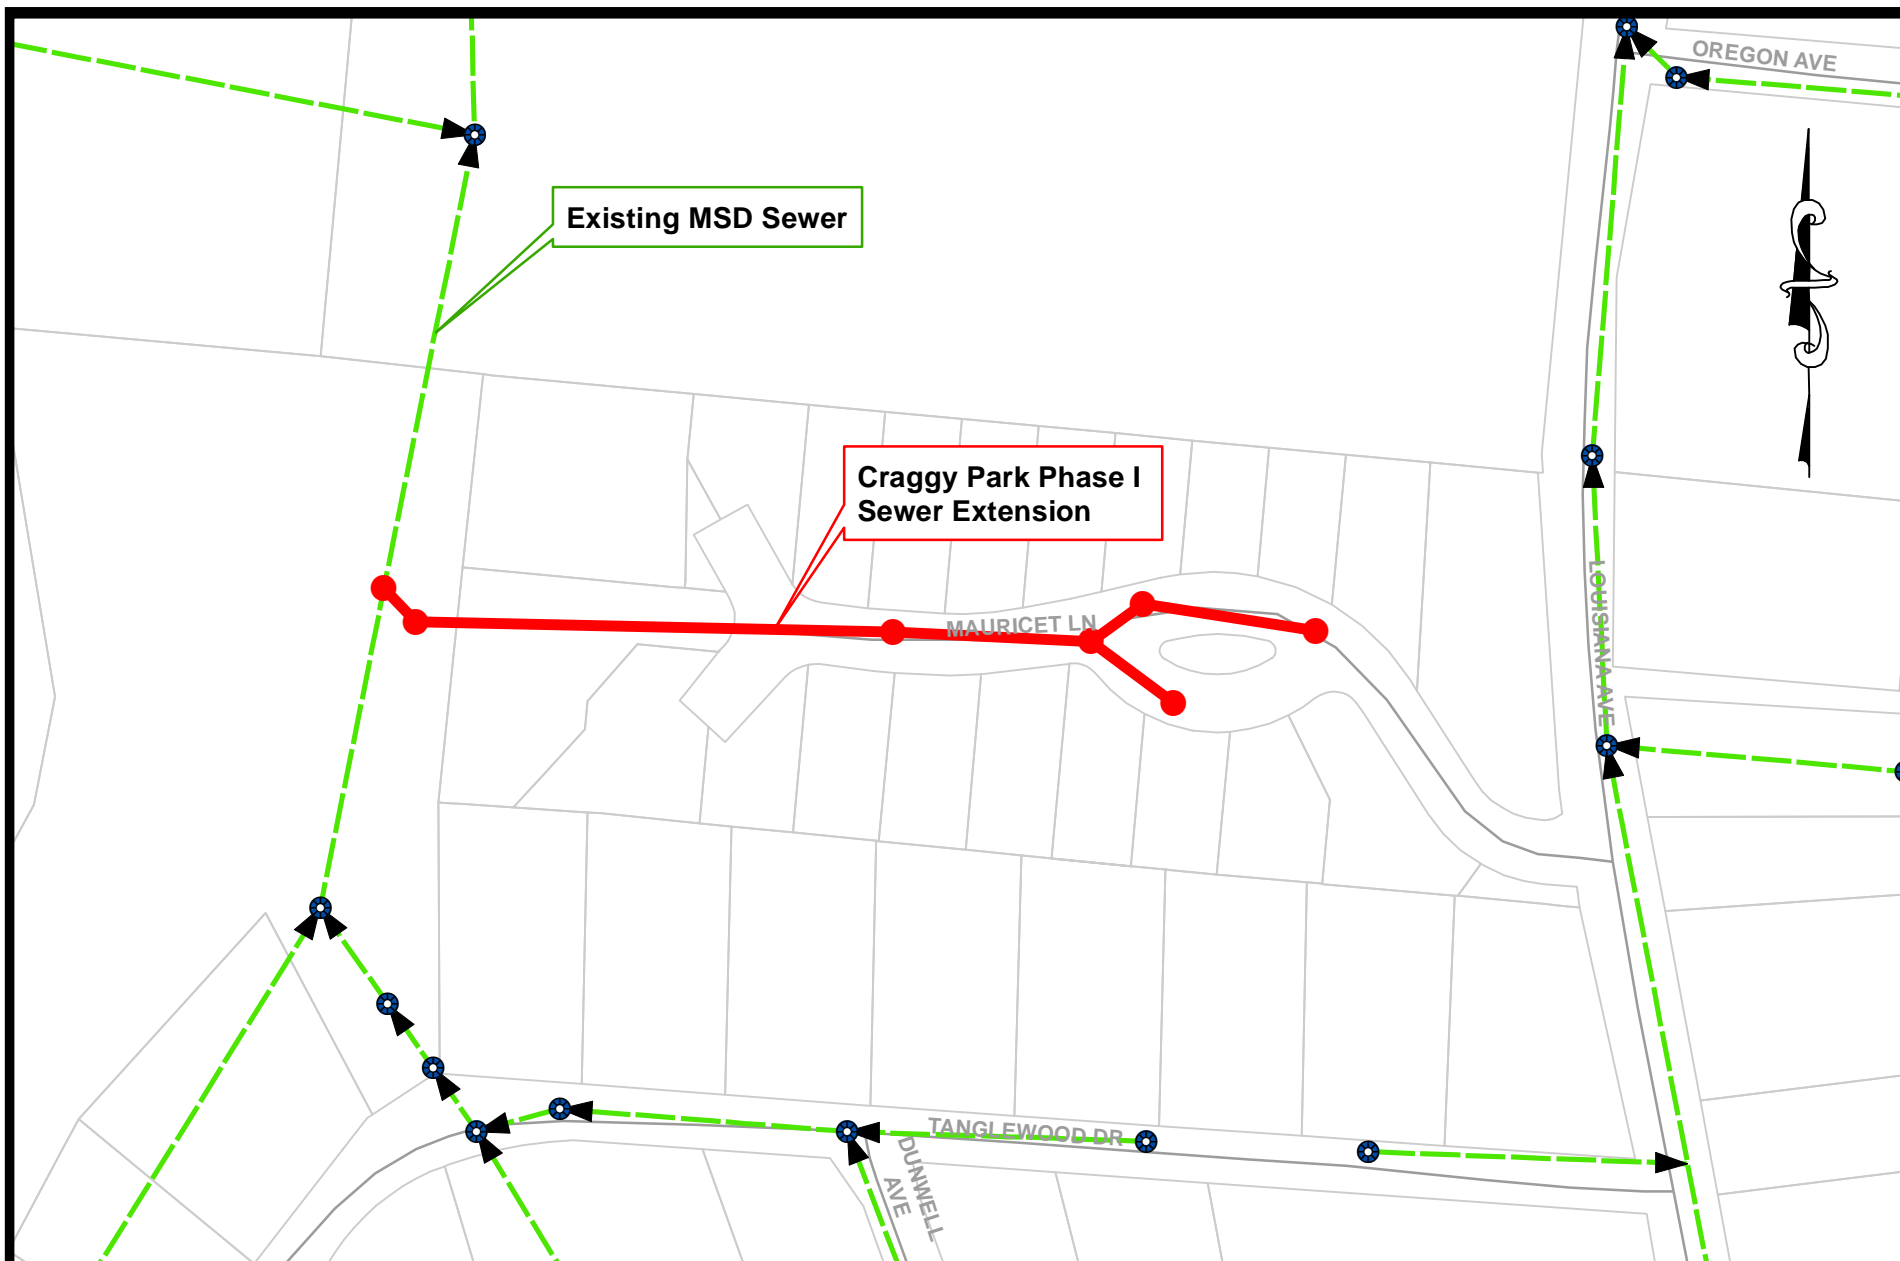 OREGON AVE
Existing MSD Sewer
Craggy Park Phase I
Sewer Extension
MAURICET LN
LOUISIANA AVE
TANGLEWOOD DR
DUNWELL
AVE